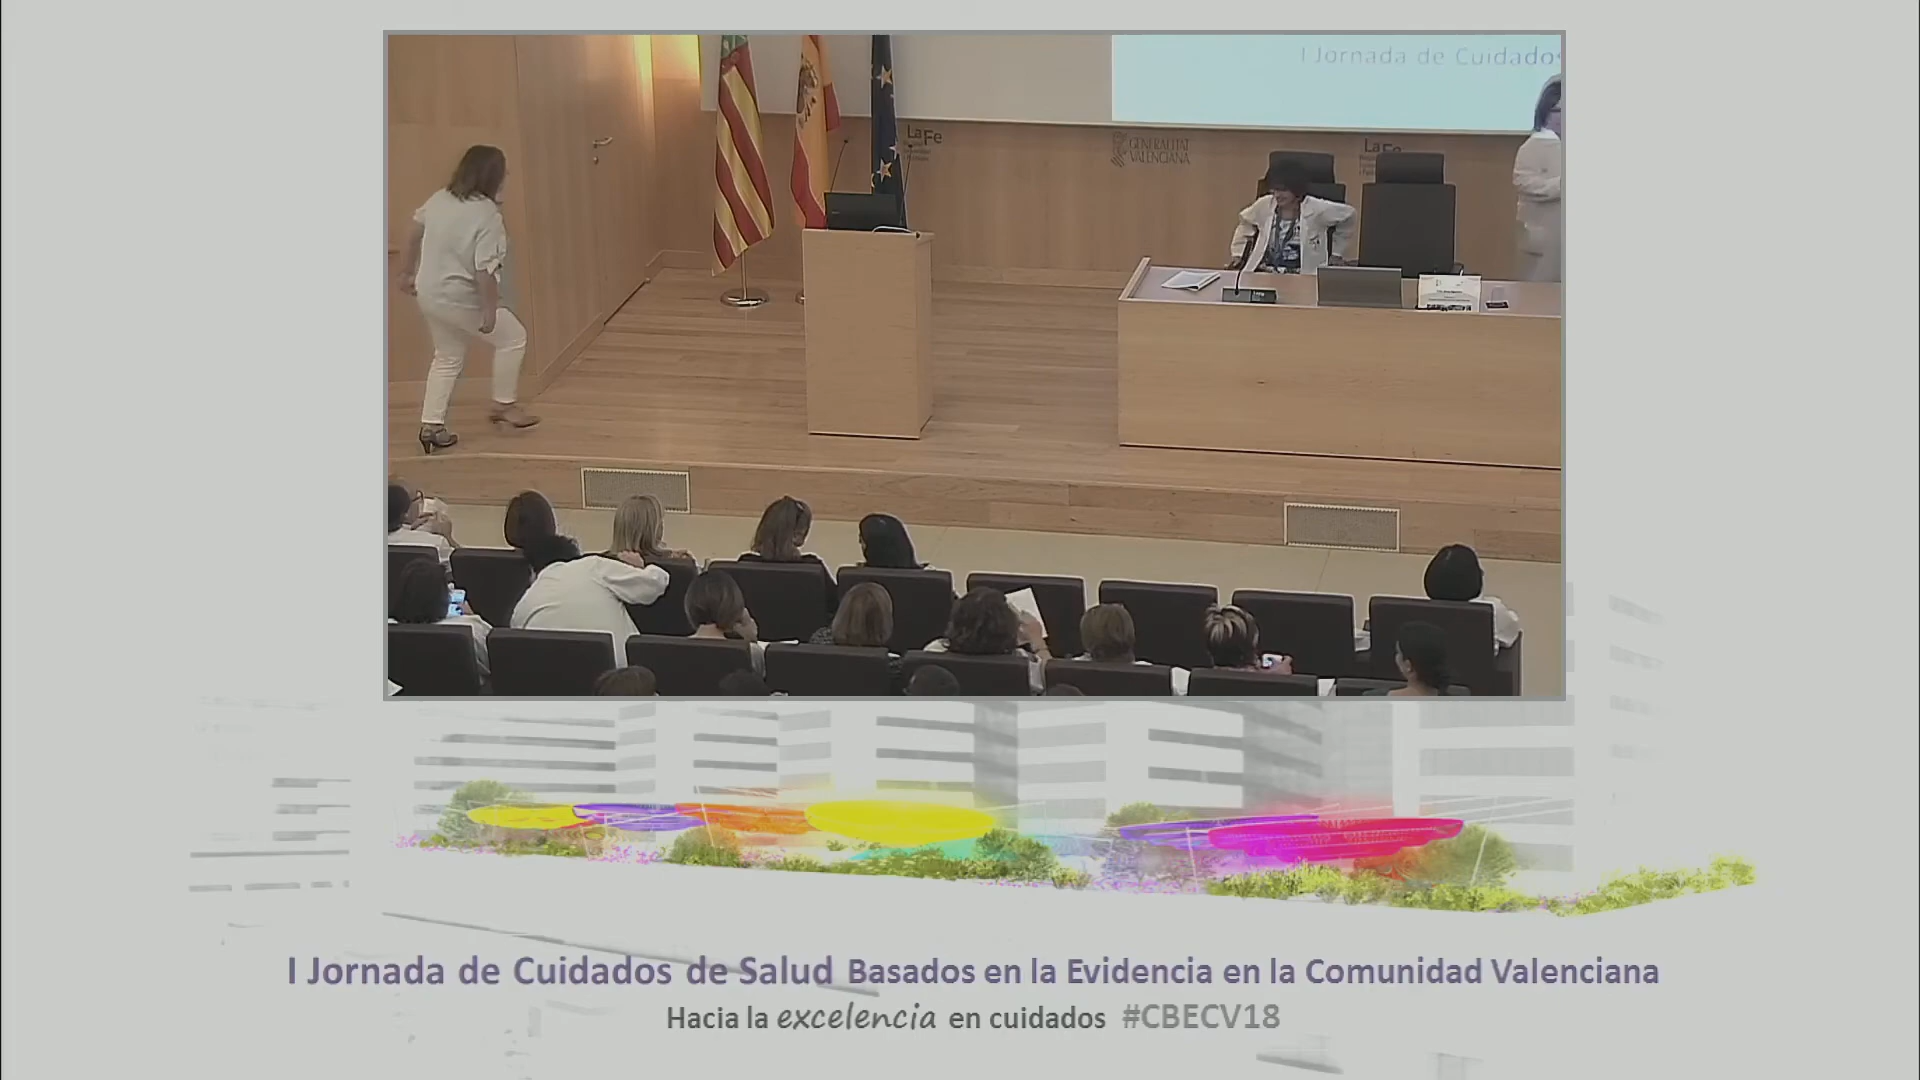 I Jornada de Cuidados
LaFe
GENERALITAT
VALENCIANA
LaFe
I Jornada de Cuidados de Salud Basados en la Evidencia en la Comunidad Valenciana
Hacia la excelencia en cuidados #CBECV18